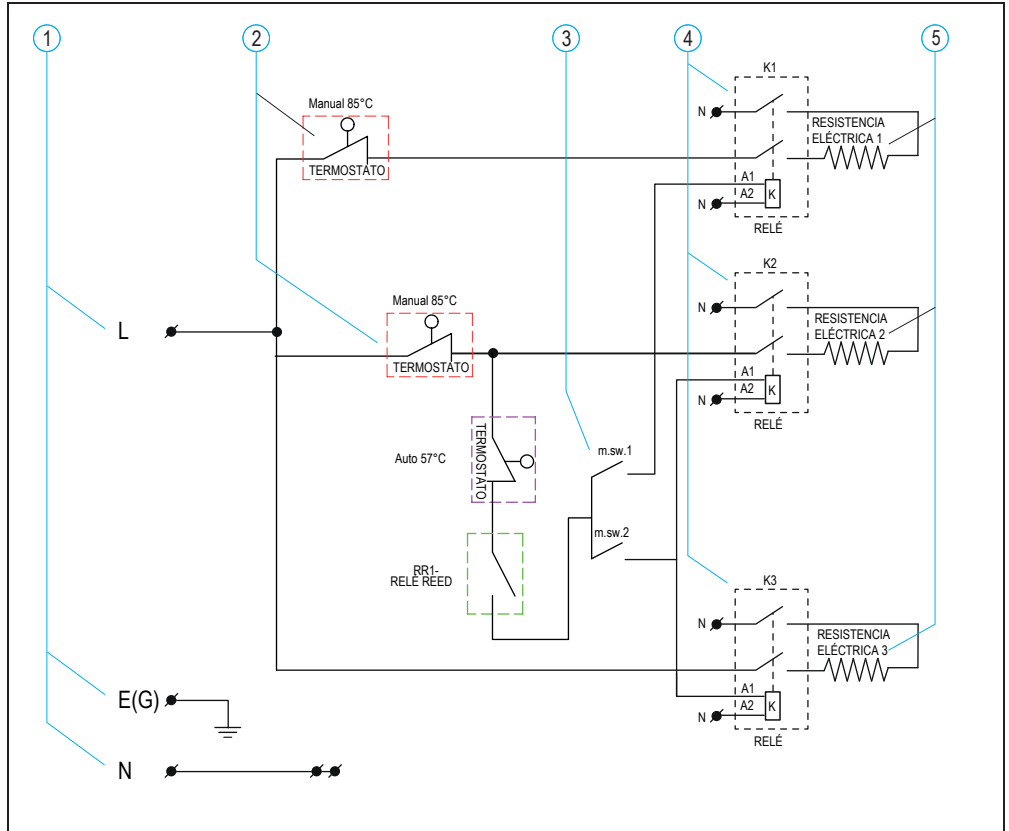 1
2
3
4
5
K1
Manual 85°C
N
RESISTENCIA
ELÉCTRICA 1
TERMOSTATO
A1
A2
K
N
RELÉ
K2
Manual 85°C
N
L
RESISTENCIA
ELÉCTRICA 2
TERMOSTATO
A1
A2
K
N
RELÉ
TERMOSTATO
Auto 57°C
m.sw.1
m.sw.2
RR1-
RELÉ REED
K3
N
RESISTENCIA
ELÉCTRICA 3
A1
A2
K
N
RELÉ
E(G)
N